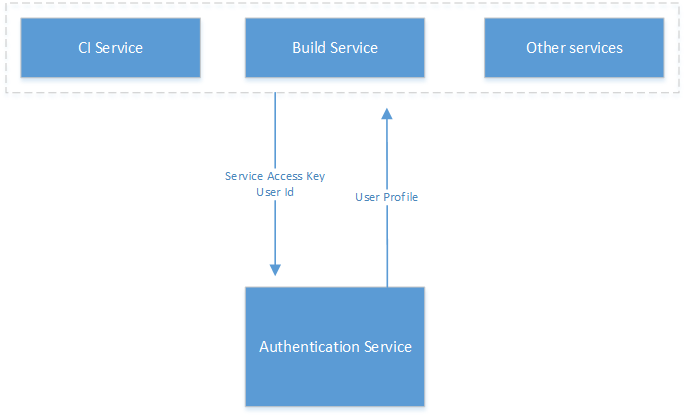 CI Service
Build Service
Other services
Service Access Key
User Id
User Profile
Authentication Service